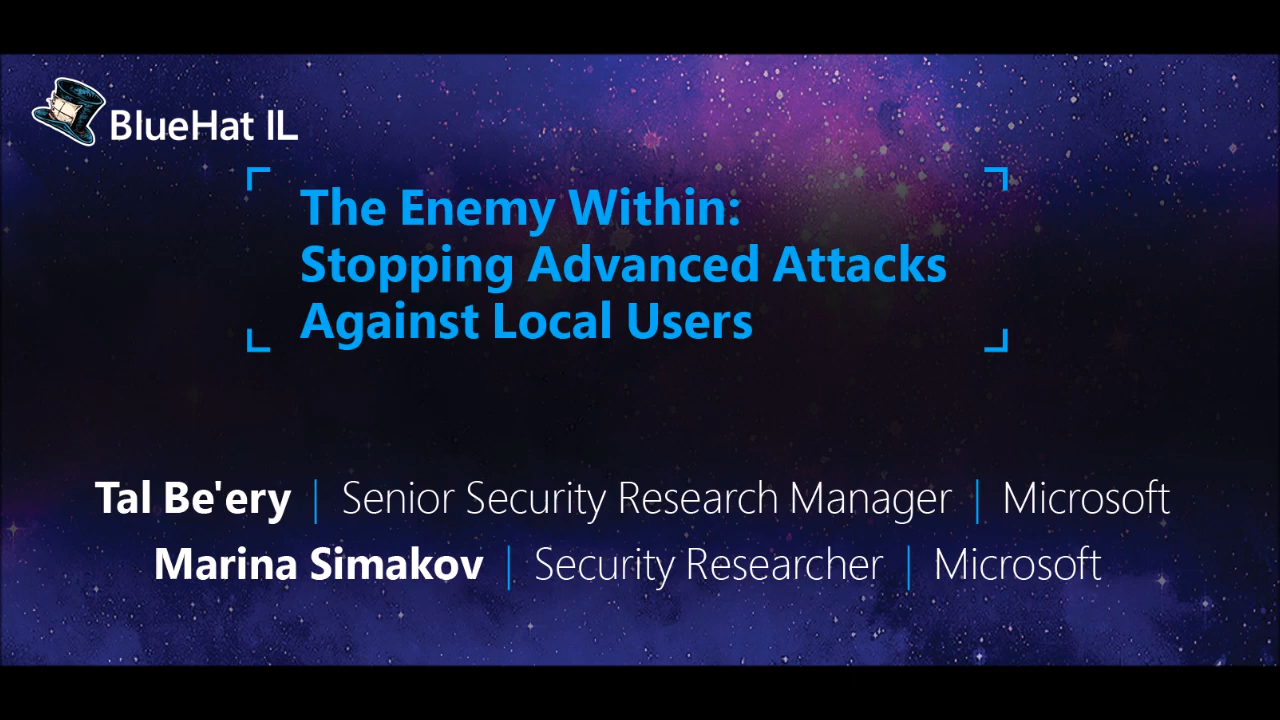 BlueHat IL
The Enemy Within:
Stopping Advanced Attacks
Against Local Users
Tal Be'ery | Senior Security Research Manager | Microsoft
Marina Simakov | Security Researcher | Microsoft